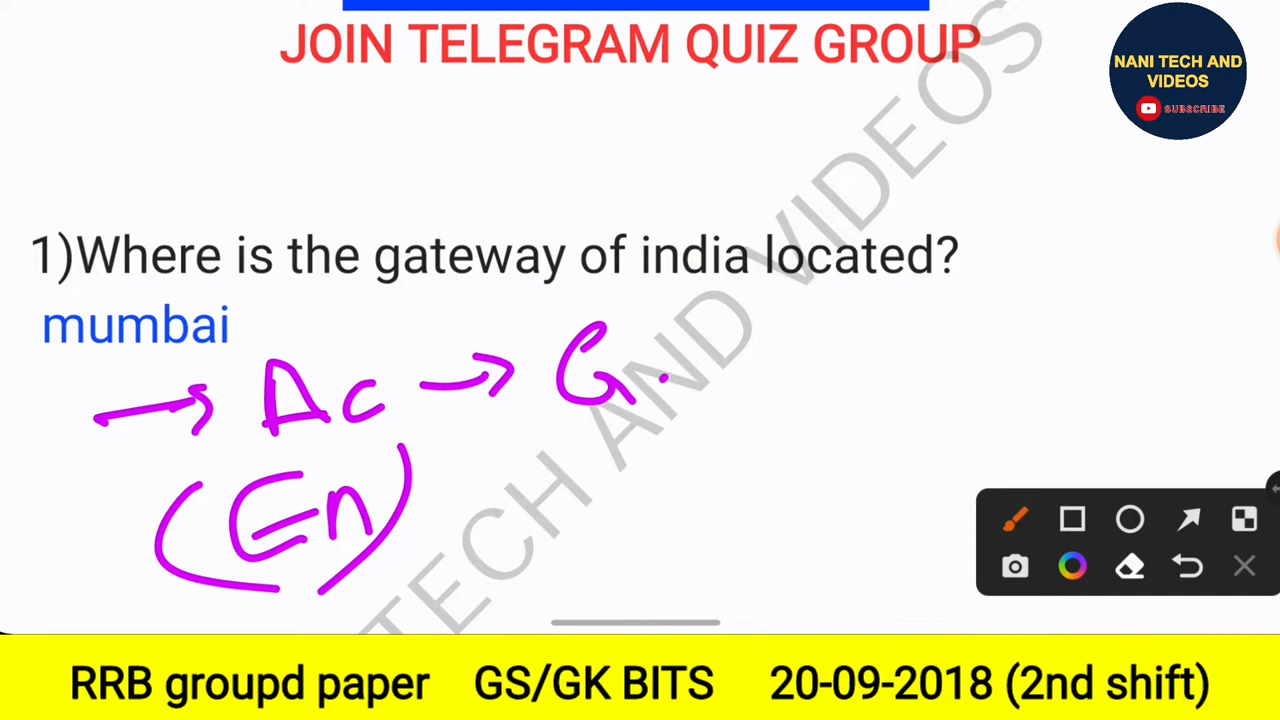 JOIN TELEGRAM QUIZ GROUP
NANI TECH AND
VIDEOS
SUBSCRIBE
1)Where is the gateway of india located?
mumbai
→ Ac → G.
(En)
TECH AND VIDEOS
RRB groupd paper GS/GK BITS 20-09-2018 (2nd shift)